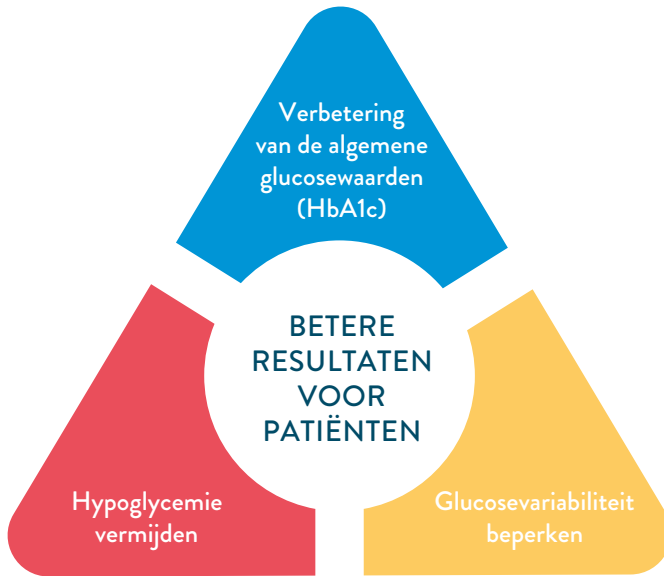 Verbetering
van de algemene
glucosewaarden
(HbA1c)
BETERE
RESULTATEN
VOOR
PATIËNTEN
Hypoglycemie
vermijden
Glucosevariabiliteit
beperken